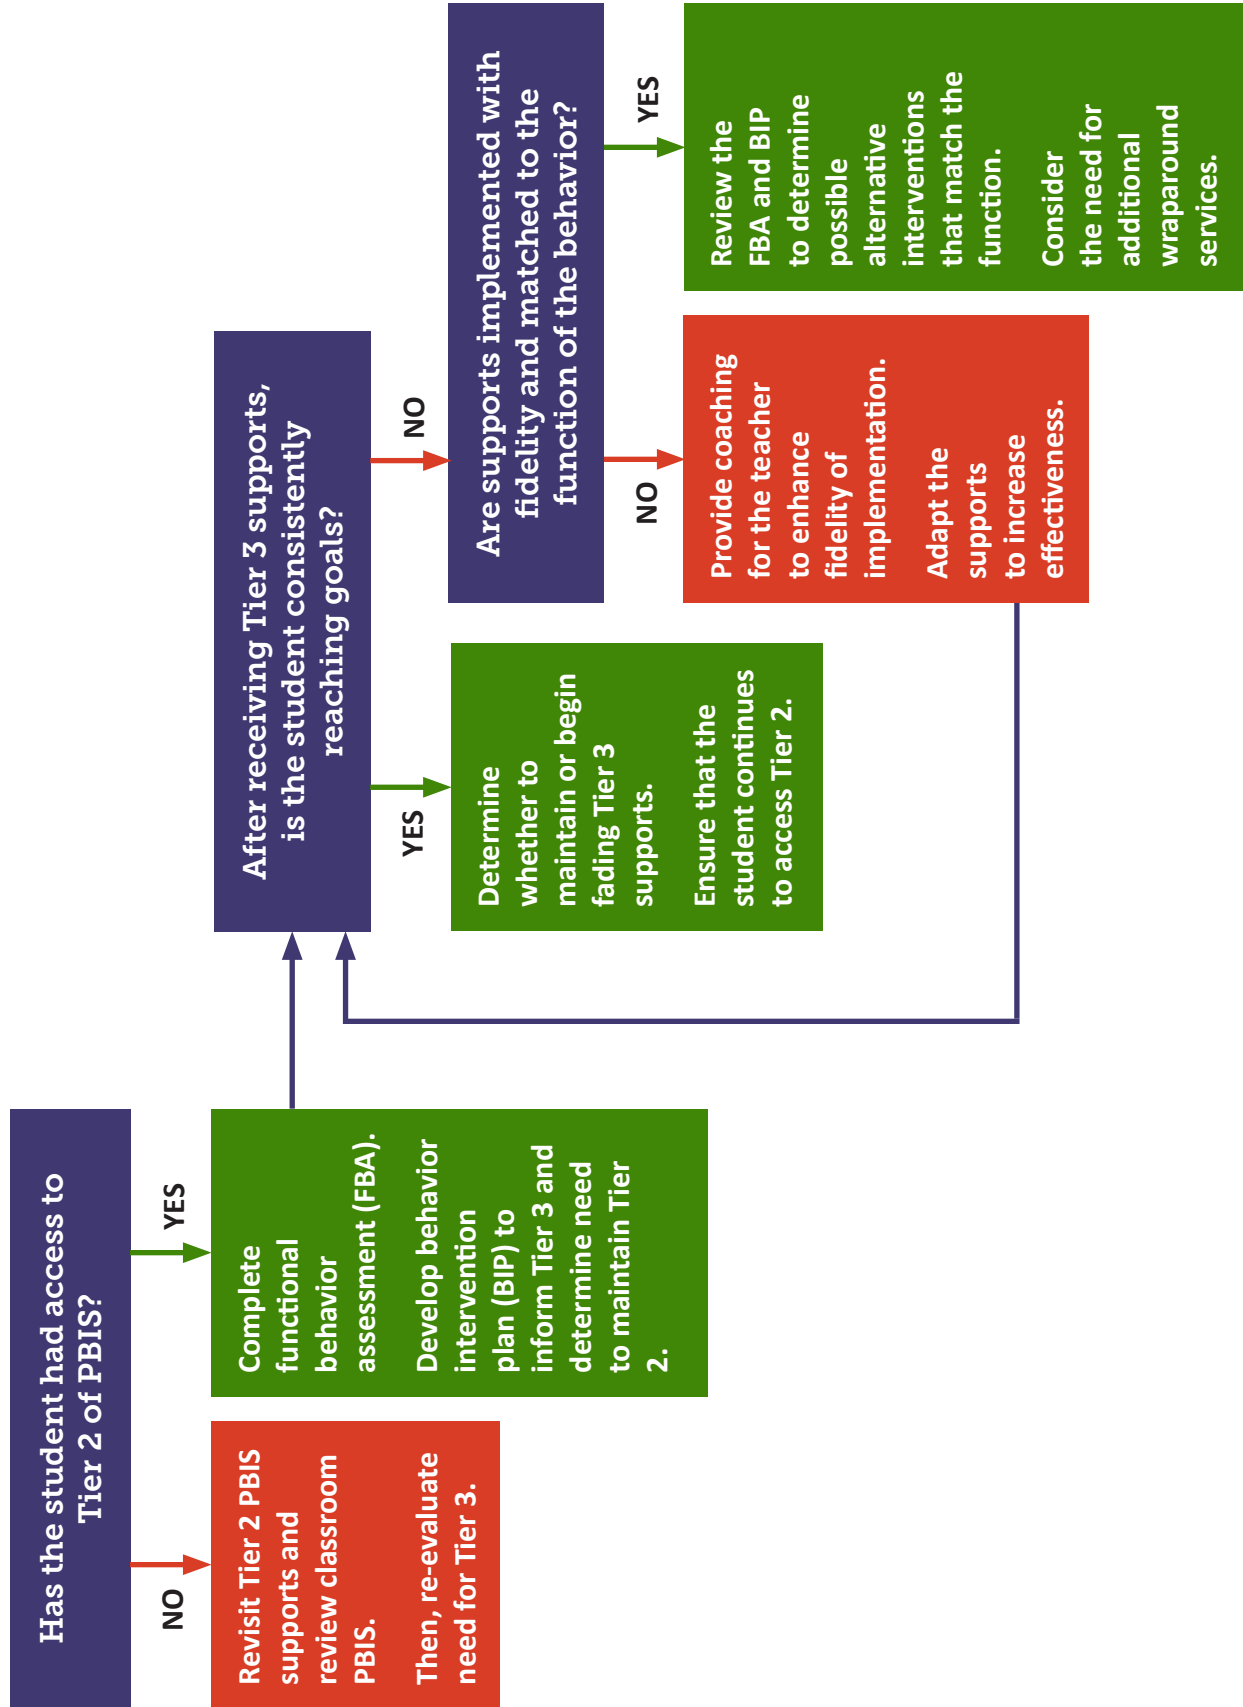 Has the student had access to
Tier 2 of PBIS?
NO
YES
Revisit Tier 2 PBIS
supports and
review classroom
PBIS.
Then, re-evaluate
need for Tier 3.
Complete
functional
behavior
assessment (FBA).
Develop behavior
intervention
plan (BIP) to
inform Tier 3 and
determine need
to maintain Tier
2.
After receiving Tier 3 supports,
is the student consistently
reaching goals?
YES
NO
Determine
whether to
maintain or begin
fading Tier 3
supports.
Ensure that the
student continues
to access Tier 2.
Are supports implemented with
fidelity and matched to the
function of the behavior?
NO
YES
Provide coaching
for the teacher
to enhance
fidelity of
implementation.
Adapt the
supports
to increase
effectiveness.
Review the
FBA and BIP
to determine
possible
alternative
interventions
that match the
function.
Consider
the need for
additional
wraparound
services.